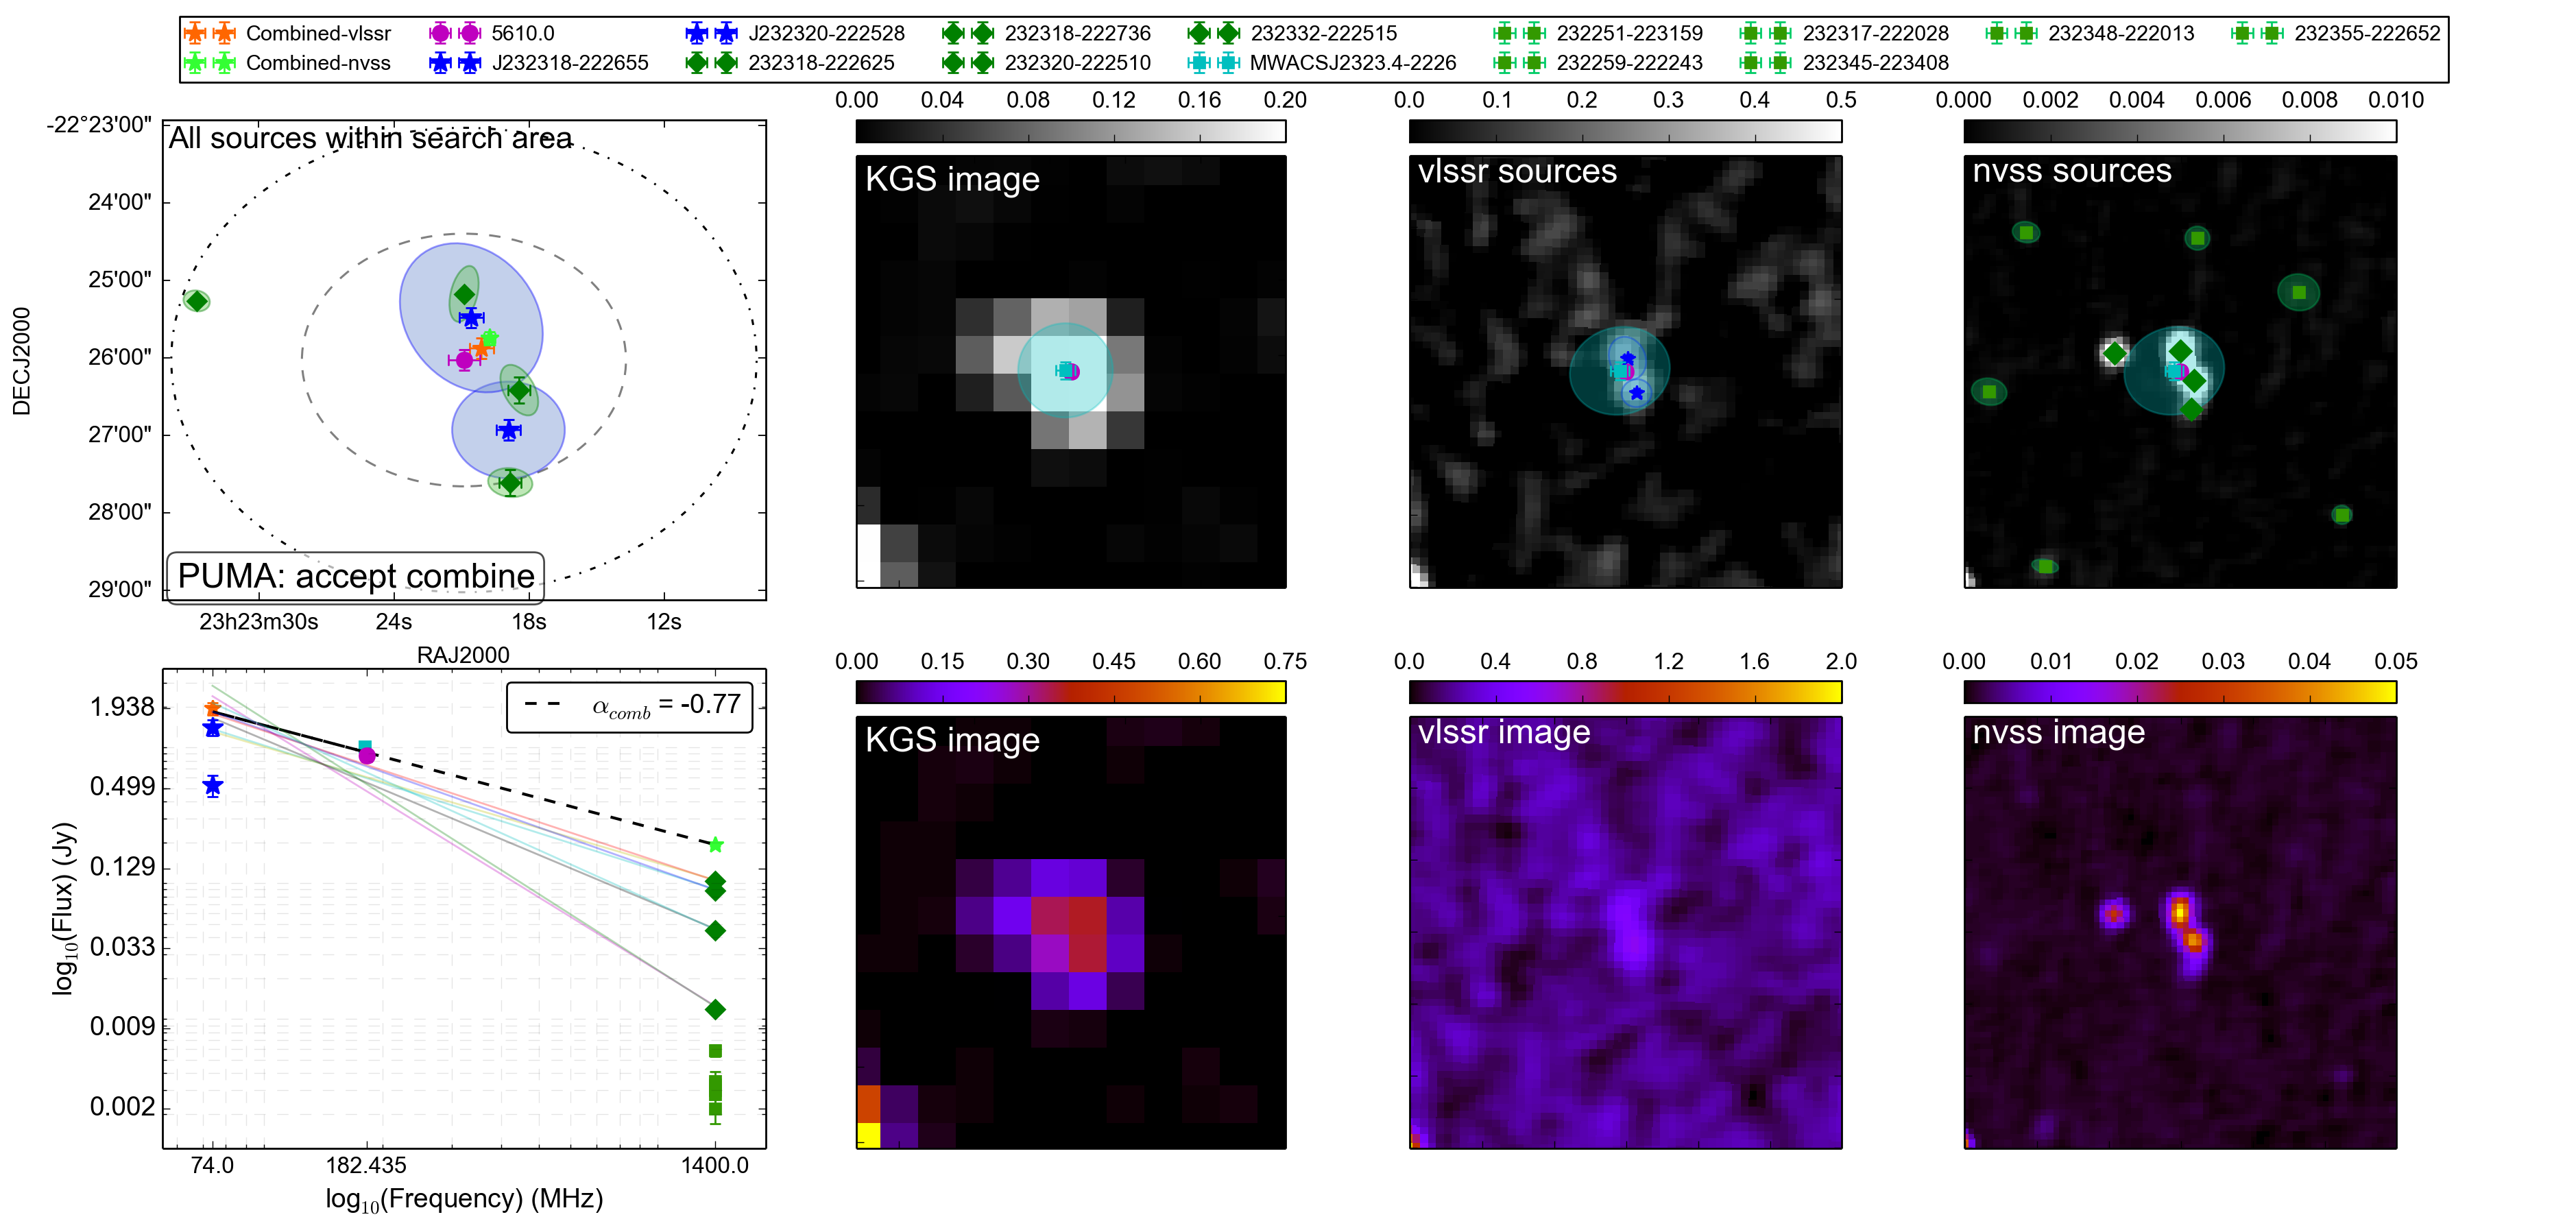 Combined-vlssr 5610.0 J232320-222528 232318-222736 232332-222515 232251-223159 232317-222028 232348-222013 232355-222652
Combined-nvss J232318-222655 232318-222625 232320-222510 MWACSJ2323.4-2226 232259-222243 232345-223408
0.00 0.04 0.08 0.12 0.16 0.20
0.0 0.1 0.2 0.3 0.4 0.5
0.000 0.002 0.004 0.006 0.008 0.010
All sources within search area
-22°23'00"
24'00"
25'00"
26'00"
27'00"
28'00"
29'00"
DECJ2000
PUMA: accept combine
23h23m30s 24s 18s 12s
RAJ2000
KGS image
vlssr sources
nvss sources
α_comb = -0.77
1.938
0.499
0.129
0.033
0.009
0.002
log₁₀(Flux) (Jy)
74.0 182.435 1400.0
log₁₀(Frequency) (MHz)
0.00 0.15 0.30 0.45 0.60 0.75
KGS image
0.0 0.4 0.8 1.2 1.6 2.0
vlssr image
0.00 0.01 0.02 0.03 0.04 0.05
nvss image